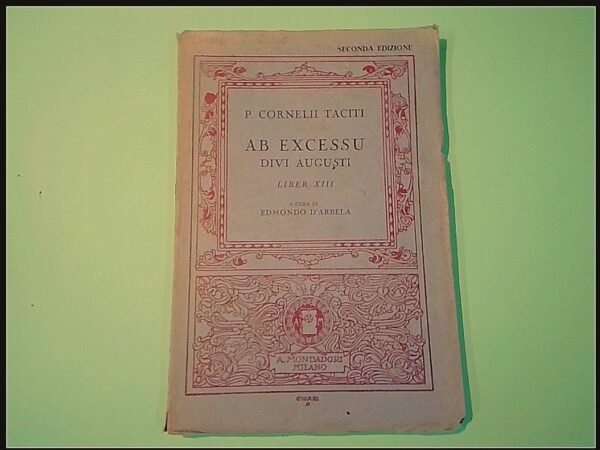 SECONDA EDIZIONE
P. CORNELII TACITI
AB EXCESSU
DIVI AUGUSTI
LIBER XIII
A CURA DI
EDMONDO D'ARBELA
A. MONDADORI
MILANO